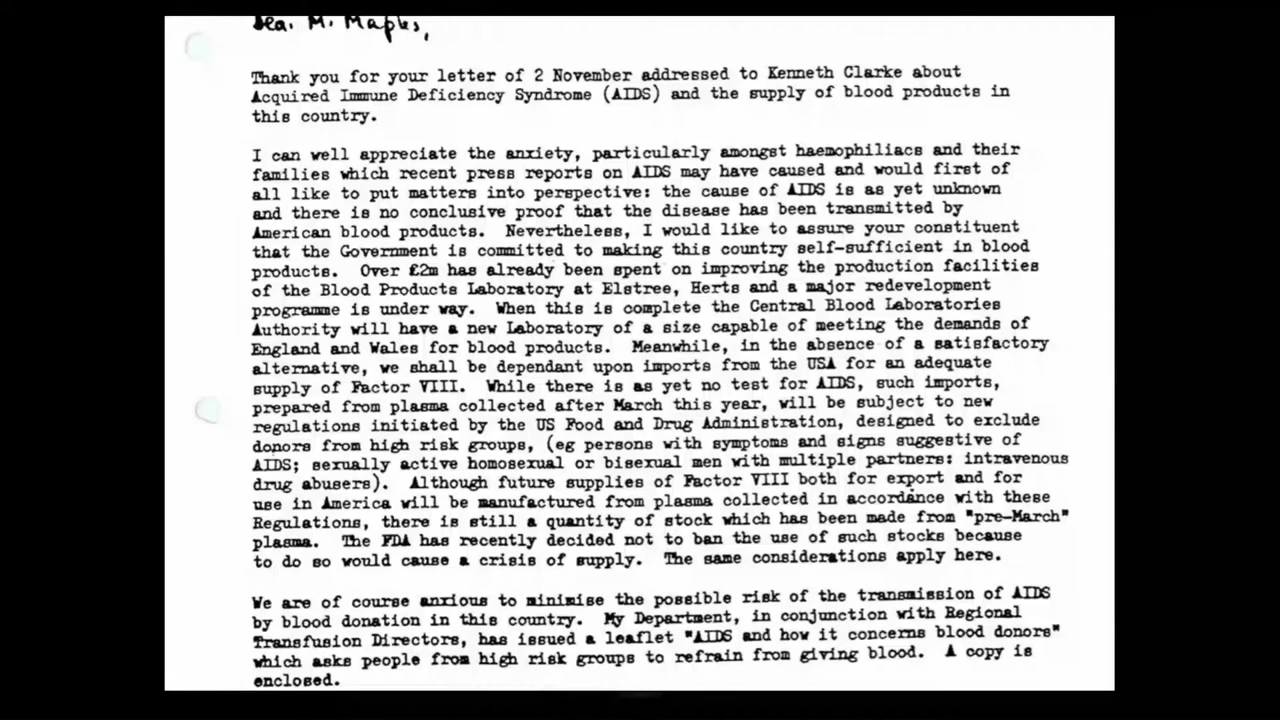 Dea. M. Maples,
Thank you for your letter of 2 November addressed to Kenneth Clarke about
Acquired Immune Deficiency Syndrome (AIDS) and the supply of blood products in
this country.
I can well appreciate the anxiety, particularly amongst haemophiliacs and their
families which recent press reports on AIDS may have caused and would first of
all like to put matters into perspective: the cause of AIDS is as yet unknown
and there is no conclusive proof that the disease has been transmitted by
American blood products. Nevertheless, I would like to assure your constituent
that the Government is committed to making this country self-sufficient in blood
products. Over £2m has already been spent on improving the production facilities
of the Blood Products Laboratory at Elstree, Herts and a major redevelopment
programme is under way. When this is complete the Central Blood Laboratories
Authority will have a new Laboratory of a size capable of meeting the demands of
England and Wales for blood products. Meanwhile, in the absence of a satisfactory
alternative, we shall be dependant upon imports from the USA for an adequate
supply of Factor VIII. While there is as yet no test for AIDS, such imports,
prepared from plasma collected after March this year, will be subject to new
regulations initiated by the US Food and Drug Administration, designed to exclude
donors from high risk groups, (eg persons with symptoms and signs suggestive of
AIDS; sexually active homosexual or bisexual men with multiple partners: intravenous
drug abusers). Although future supplies of Factor VIII both for export and for
use in America will be manufactured from plasma collected in accordance with these
Regulations, there is still a quantity of stock which has been made from "pre-March"
plasma. The FDA has recently decided not to ban the use of such stocks because
to do so would cause a crisis of supply. The same considerations apply here.
We are of course anxious to minimise the possible risk of the transmission of AIDS
by blood donation in this country. My Department, in conjunction with Regional
Transfusion Directors, has issued a leaflet "AIDS and how it concerns blood donors"
which asks people from high risk groups to refrain from giving blood. A copy is
enclosed.